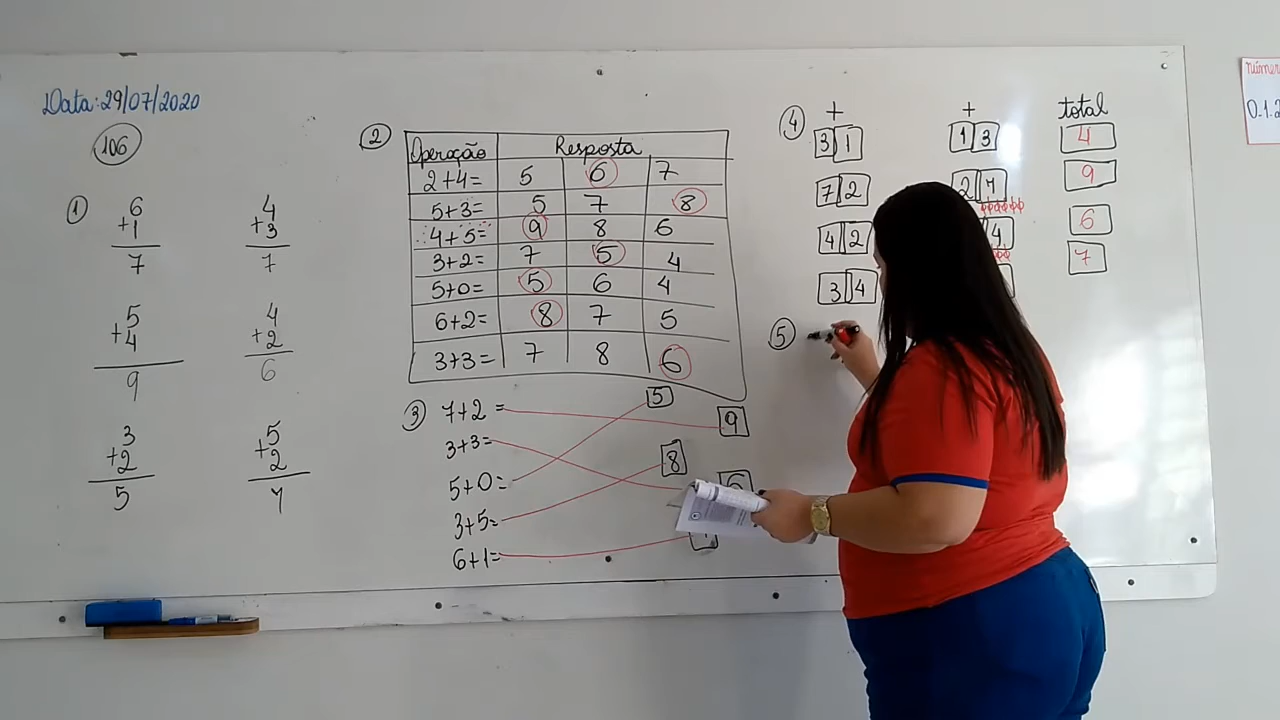 Data: 29/07/2020
106
1
6
+1
7
4
+3
7
5
+4
9
4
+2
6
3
+2
5
5
+2
7
2
Operação Resposta
2+4= 5 6 7
5+3= 5 7 8
4+5= 9 8 6
3+2= 7 5 4
5+0= 5 6 4
6+2= 8 7 5
3+3= 7 8 6
3
7+2 =
3+3=
5+0=
3+5=
6+1=
5
9
8
4
+ + total
3 1 1 3 4
7 2 2 7 9
4 2 4 6
3 4 7
5
númer
0.1.2